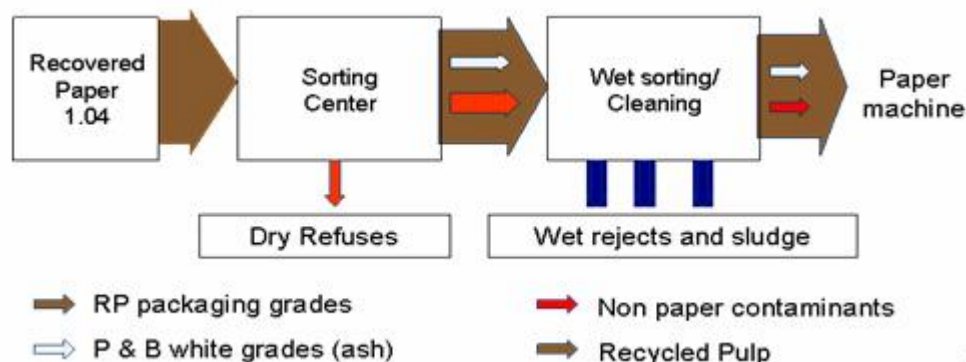 Recovered
Paper
1.04
Sorting
Center
Wet sorting/
Cleaning
Paper
machine
Dry Refuses
Wet rejects and sludge
RP packaging grades
Non paper contaminants
P & B white grades (ash)
Recycled Pulp